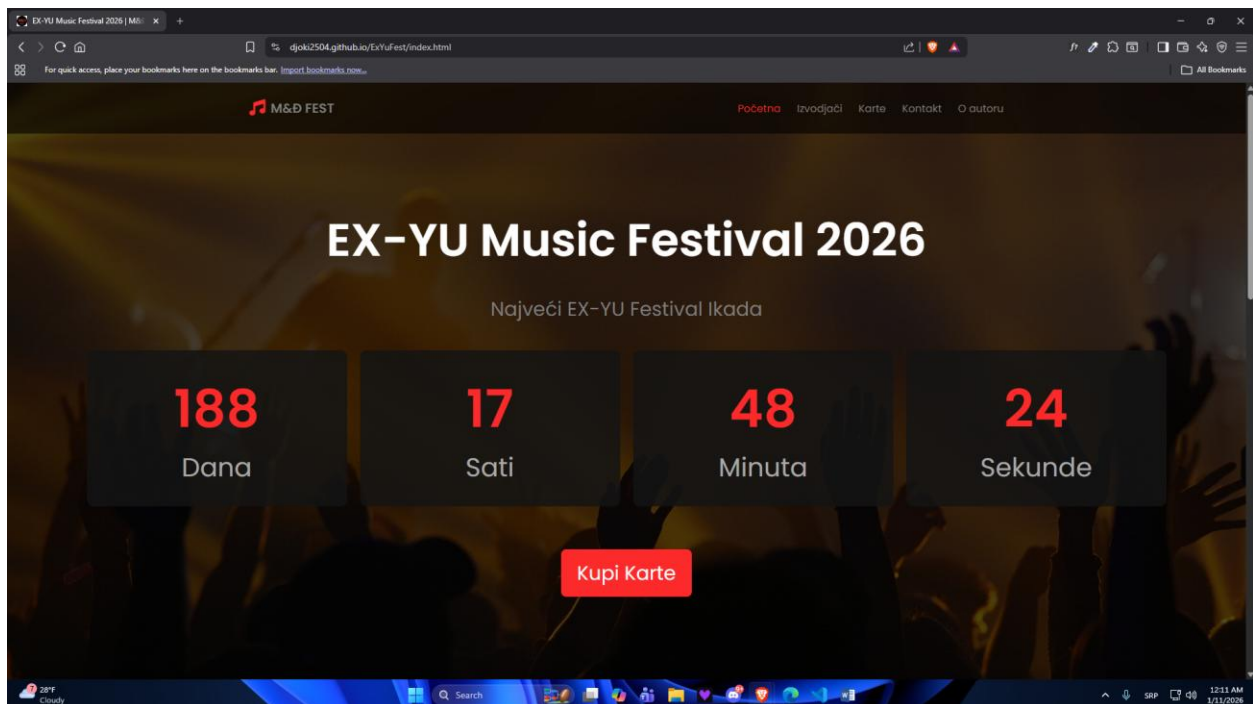 EX-YU Music Festival 2026 | M&Đ
djoki2504.github.io/ExYuFest/index.html
For quick access, place your bookmarks here on the bookmarks bar. Import bookmarks now...
All Bookmarks
M&Đ FEST
Početna Izvodjači Karte Kontakt O autoru
EX-YU Music Festival 2026
Najveći EX-YU Festival Ikada
188 17 48 24
Dana Sati Minuta Sekunde
Kupi Karte
28°F
Cloudy
Search
SRP
12:11 AM
1/11/2026